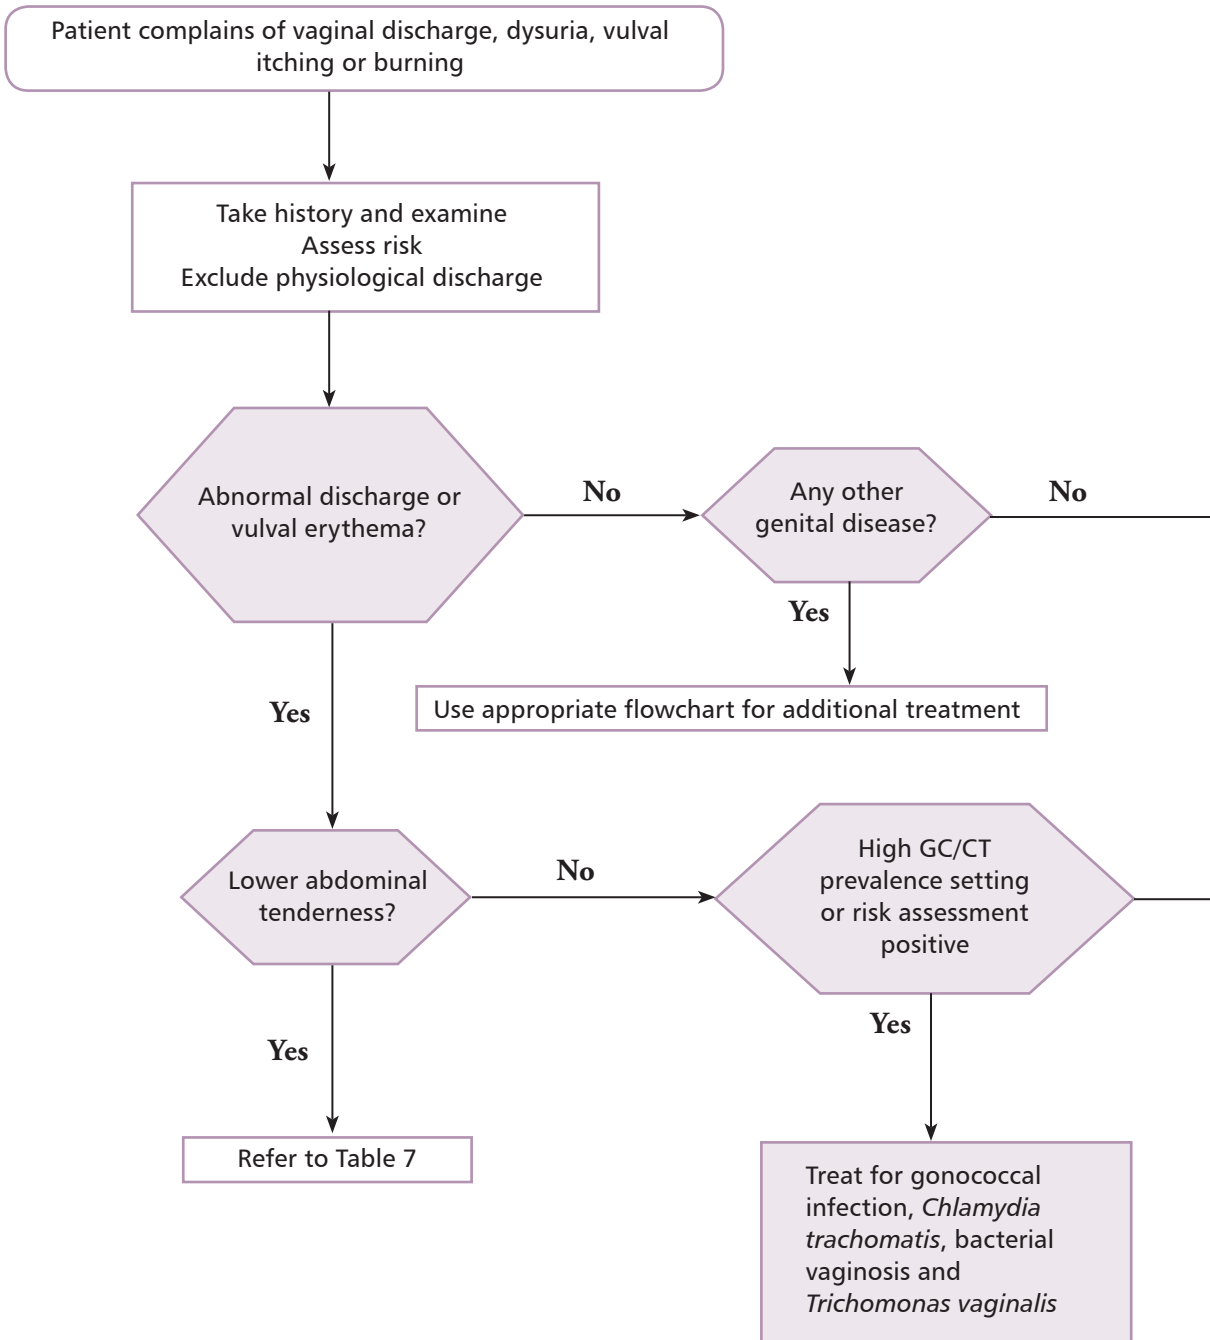 Patient complains of vaginal discharge, dysuria, vulval
itching or burning
Take history and examine
Assess risk
Exclude physiological discharge
Abnormal discharge or
vulval erythema?
No
Any other
genital disease?
No
Yes
Use appropriate flowchart for additional treatment
Yes
Lower abdominal
tenderness?
No
High GC/CT
prevalence setting
or risk assessment
positive
Yes
Refer to Table 7
Yes
Treat for gonococcal
infection, Chlamydia
trachomatis, bacterial
vaginosis and
Trichomonas vaginalis